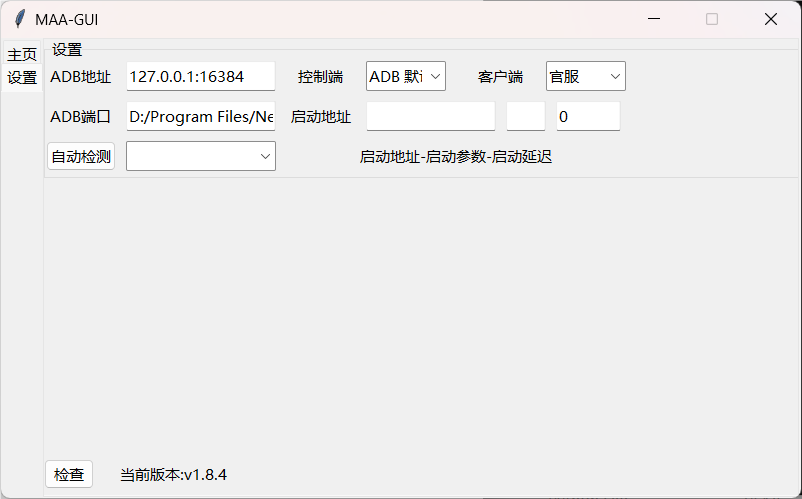 MAA-GUI
主页
设置
设置
ADB地址 127.0.0.1:16384 控制端 ADB 默 客户端 官服
ADB端口 D:/Program Files/Ne 启动地址 0
自动检测 启动地址-启动参数-启动延迟
检查 当前版本:v1.8.4